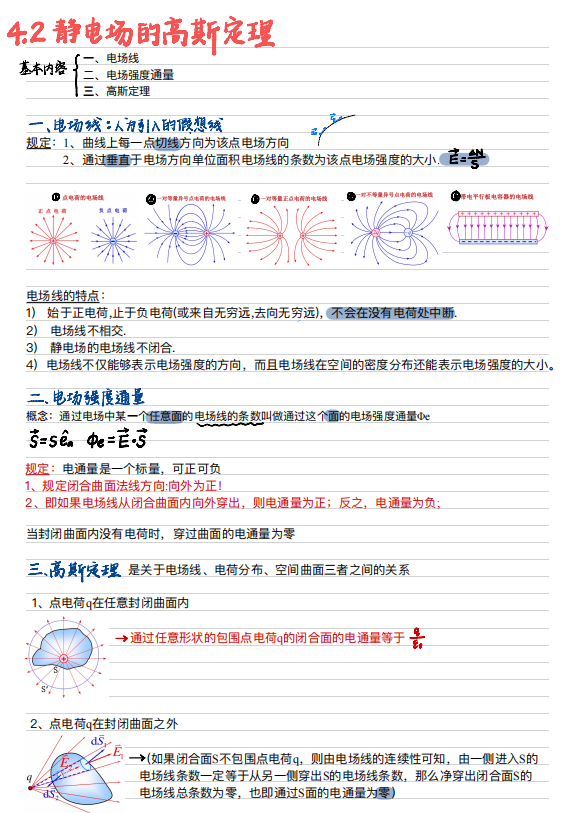 4.2 静电场的高斯定理
基本内容
一、电场线
二、电场强度通量
三、高斯定理
一、电场线：人为引入的假想线
规定：1、曲线上每一点切线方向为该点电场方向
2、通过垂直于电场方向单位面积电场线的条数为该点电场强度的大小. E=ΔN/S
点电荷的电场线
正 点 电 荷
负 点 电 荷
一对等量异号点电荷的电场线
一对等量正点电荷的电场线
一对不等量异号点电荷的电场线
带电平行板电容器的电场线
电场线的特点：
1) 始于正电荷,止于负电荷(或来自无穷远,去向无穷远), 不会在没有电荷处中断.
2) 电场线不相交.
3) 静电场的电场线不闭合.
4) 电场线不仅能够表示电场强度的方向，而且电场线在空间的密度分布还能表示电场强度的大小。
二、电场强度通量
概念：通过电场中某一个任意面的电场线的条数叫做通过这个面的电场强度通量Φe
S⃗=S ê_n Φe=E⃗·S⃗
规定：电通量是一个标量，可正可负
1、规定闭合曲面法线方向:向外为正！
2、即如果电场线从闭合曲面内向外穿出，则电通量为正；反之，电通量为负;
当封闭曲面内没有电荷时，穿过曲面的电通量为零
三、高斯定理 是关于电场线、电荷分布、空间曲面三者之间的关系
1、点电荷q在任意封闭曲面内
→通过任意形状的包围点电荷q的闭合面的电通量等于 q/ε₀
S
S'
2、点电荷q在封闭曲面之外
dS⃗₁
E⃗₁
E⃗₂
q
dS⃗₂
→(如果闭合面S不包围点电荷q，则由电场线的连续性可知，由一侧进入S的
电场线条数一定等于从另一侧穿出S的电场线条数，那么净穿出闭合面S的
电场线总条数为零，也即通过S面的电通量为零)